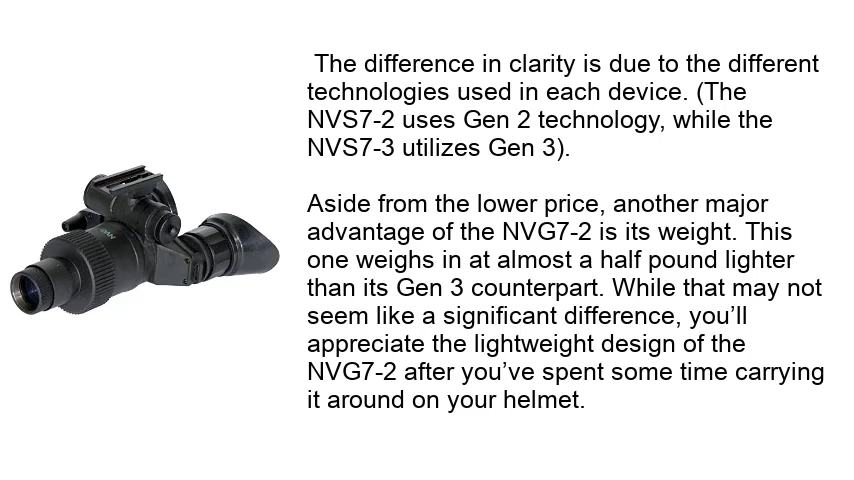 The difference in clarity is due to the different
technologies used in each device. (The
NVS7-2 uses Gen 2 technology, while the
NVS7-3 utilizes Gen 3).
Aside from the lower price, another major
advantage of the NVG7-2 is its weight. This
one weighs in at almost a half pound lighter
than its Gen 3 counterpart. While that may not
seem like a significant difference, you’ll
appreciate the lightweight design of the
NVG7-2 after you’ve spent some time carrying
it around on your helmet.